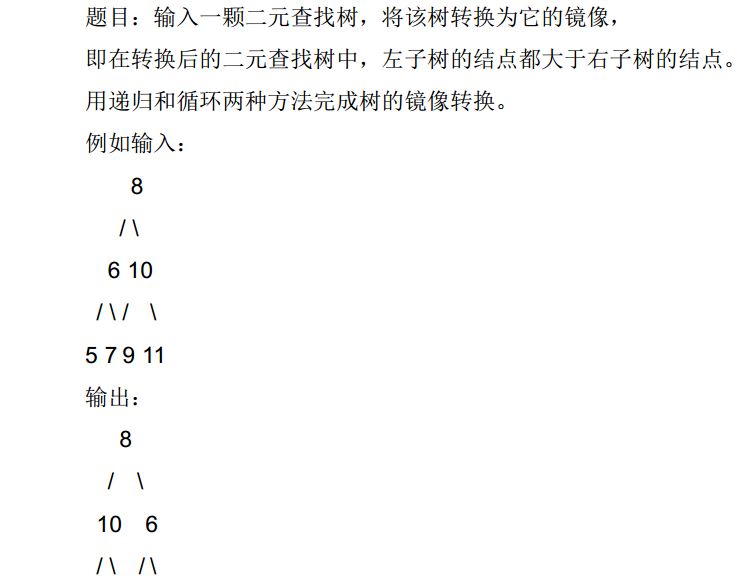 题目：输入一颗二元查找树，将该树转换为它的镜像，
即在转换后的二元查找树中，左子树的结点都大于右子树的结点。
用递归和循环两种方法完成树的镜像转换。
例如输入：
8
/ \
6 10
/ \ / \
5 7 9 11
输出：
8
/ \
10 6
/ \ / \